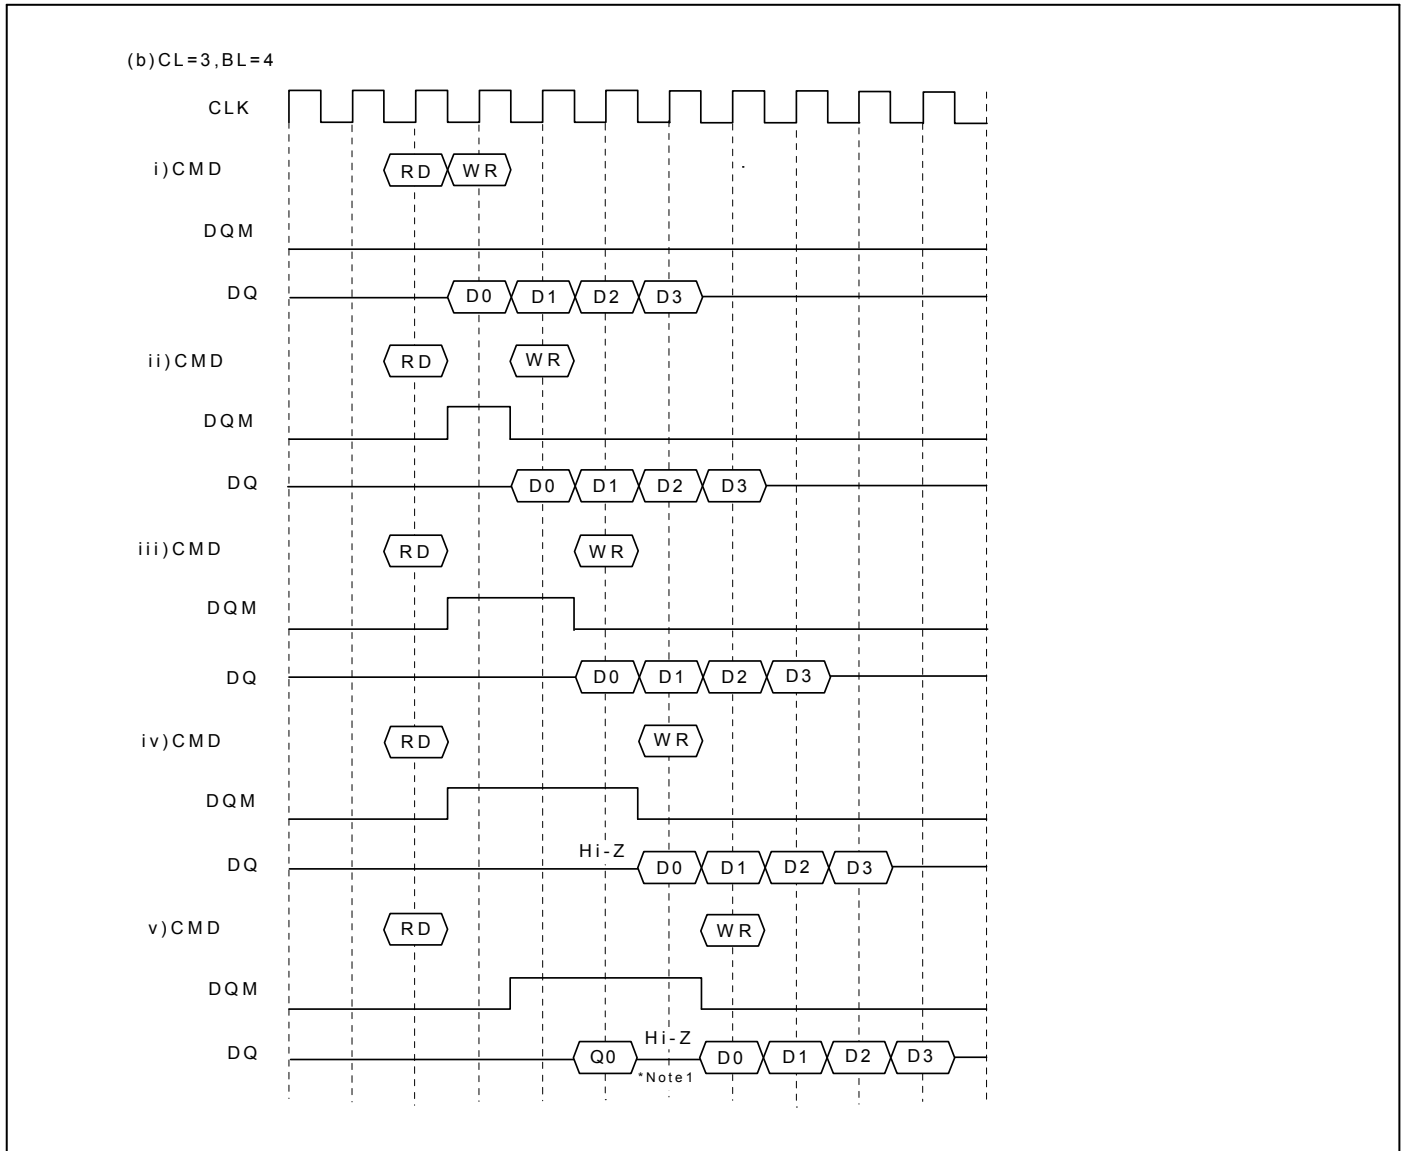 (b)CL=3,BL=4
CLK
i)CMD RD WR
DQM
DQ D0 D1 D2 D3
ii)CMD RD WR
DQM
DQ D0 D1 D2 D3
iii)CMD RD WR
DQM
DQ D0 D1 D2 D3
iv)CMD RD WR
DQM
DQ Hi-Z D0 D1 D2 D3
v)CMD RD WR
DQM
Hi-Z
DQ Q0 D0 D1 D2 D3
*Note1